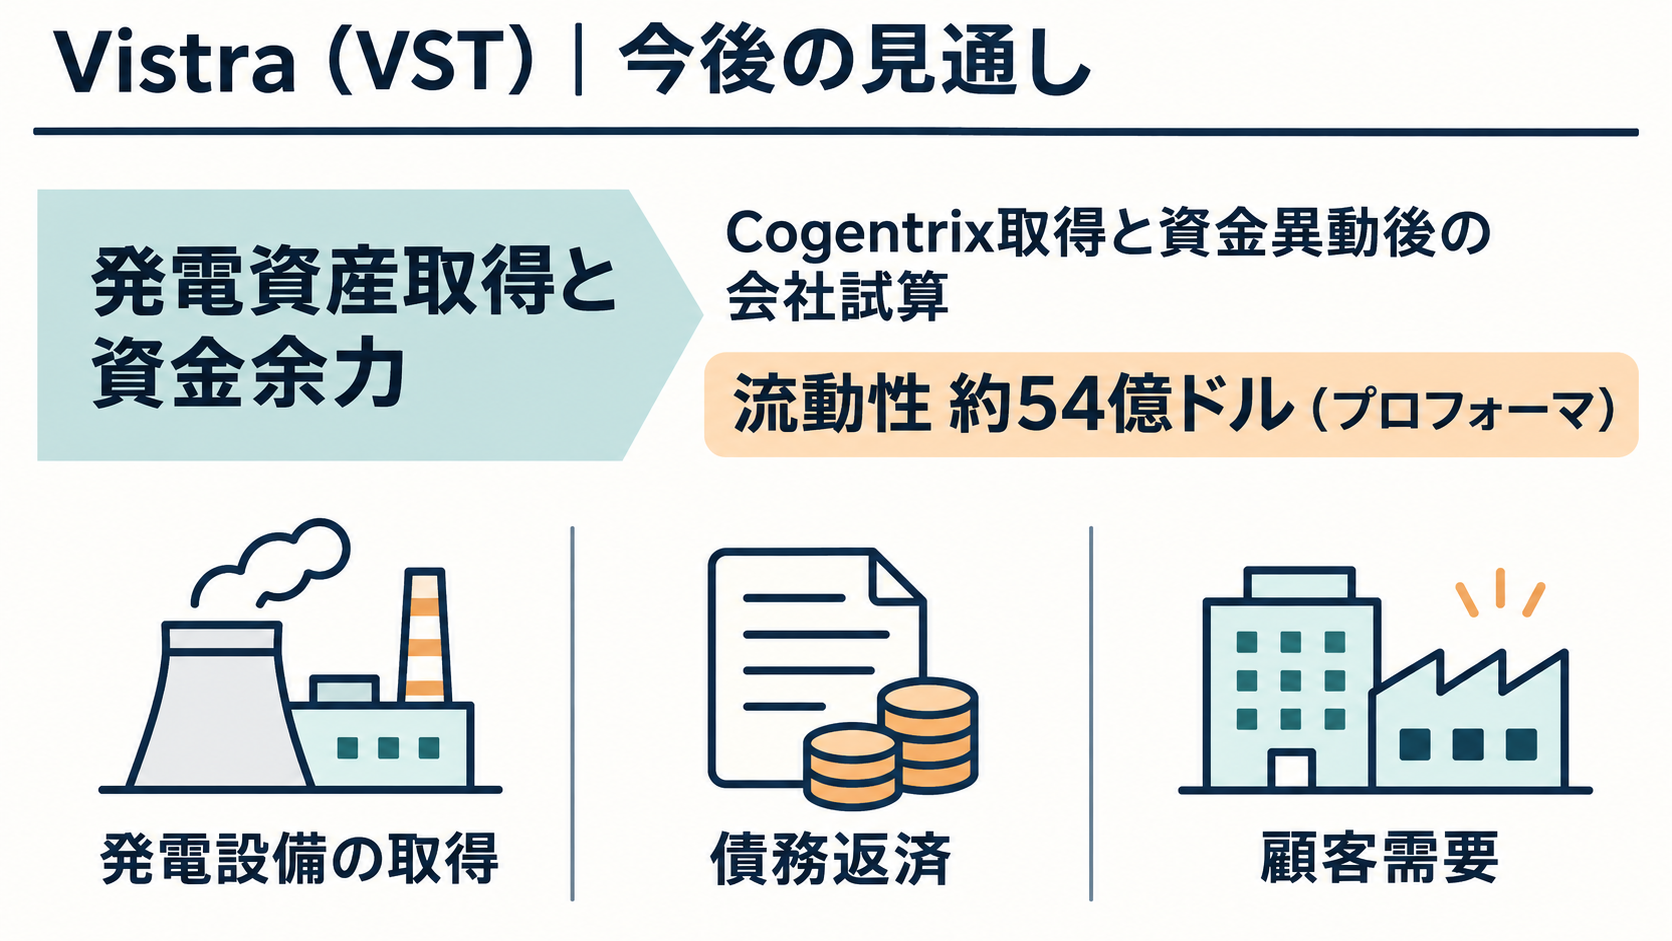 Vistra（VST）｜今後の見通し
発電資産取得と
資金余力
Cogentrix取得と資金異動後の
会社試算
流動性 約54億ドル（プロフォーマ）
発電設備の取得
債務返済
顧客需要